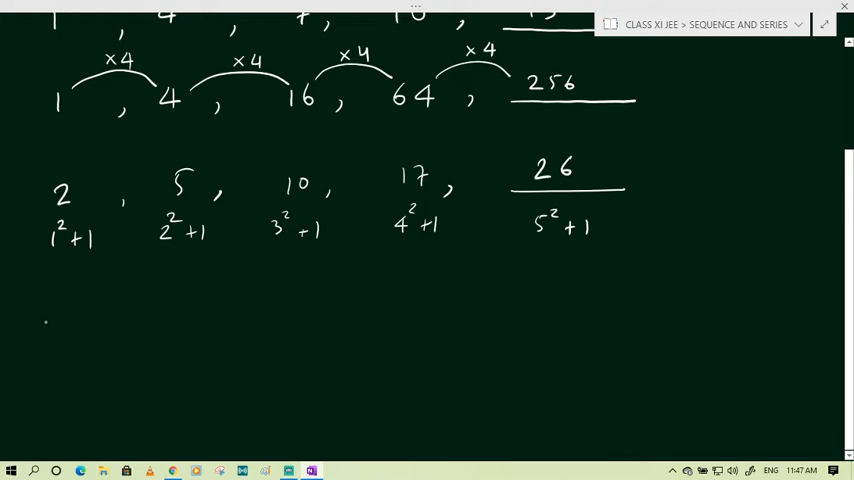 CLASS XI JEE > SEQUENCE AND SERIES
×4 ×4 ×4 ×4
1 , 4 , 16 , 64 , 256
2 , 5 , 10 , 17 , 26
1²+1 2²+1 3²+1 4²+1 5²+1
ENG 11:47 AM